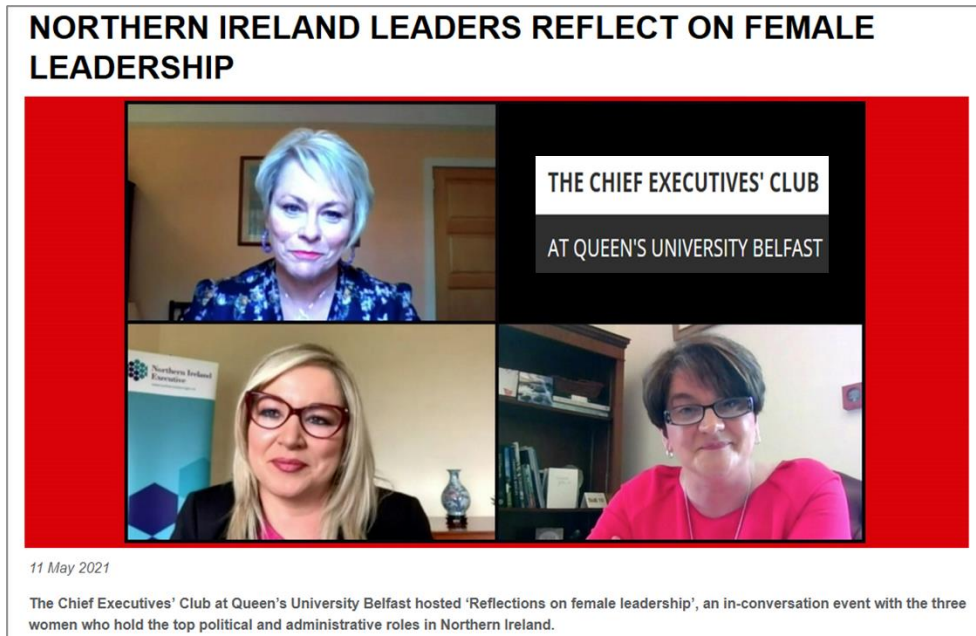 NORTHERN IRELAND LEADERS REFLECT ON FEMALE
LEADERSHIP
THE CHIEF EXECUTIVES' CLUB
AT QUEEN'S UNIVERSITY BELFAST
Northern Ireland
Executive
11 May 2021
The Chief Executives’ Club at Queen’s University Belfast hosted ‘Reflections on female leadership’, an in-conversation event with the three
women who hold the top political and administrative roles in Northern Ireland.